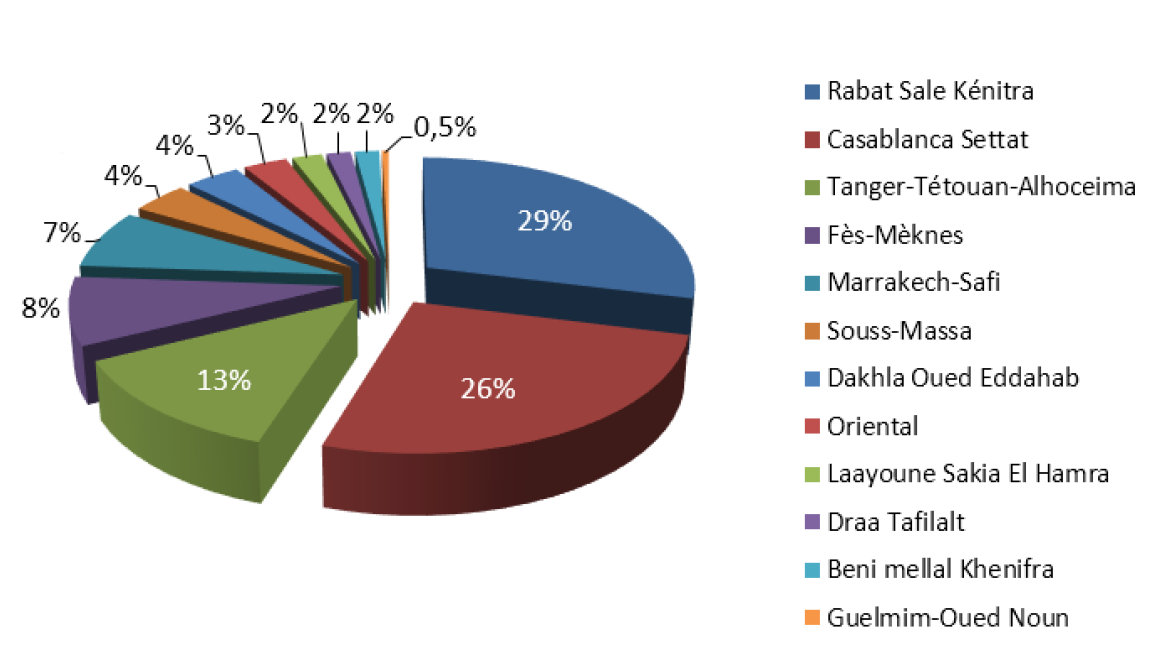 29%
26%
13%
8%
7%
4%
4%
3%
2%
2%
2%
0,5%
Rabat Sale Kénitra
Casablanca Settat
Tanger-Tétouan-Alhoceima
Fès-Mèknes
Marrakech-Safi
Souss-Massa
Dakhla Oued Eddahab
Oriental
Laayoune Sakia El Hamra
Draa Tafilalt
Beni mellal Khenifra
Guelmim-Oued Noun